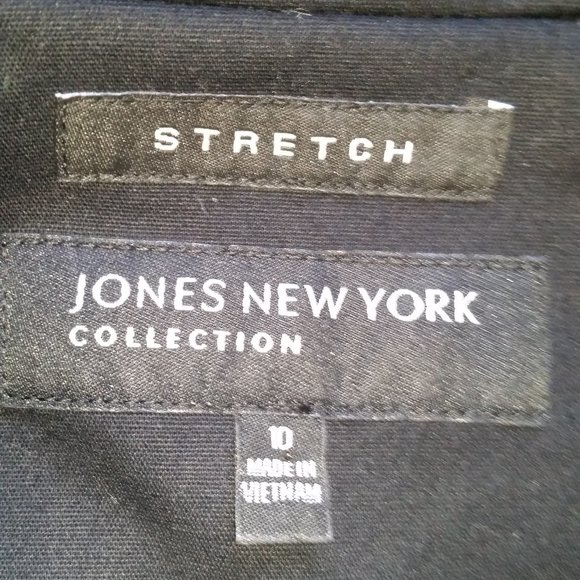 STRETCH
JONES NEW YORK
COLLECTION
10
MADE IN
VIETNAM